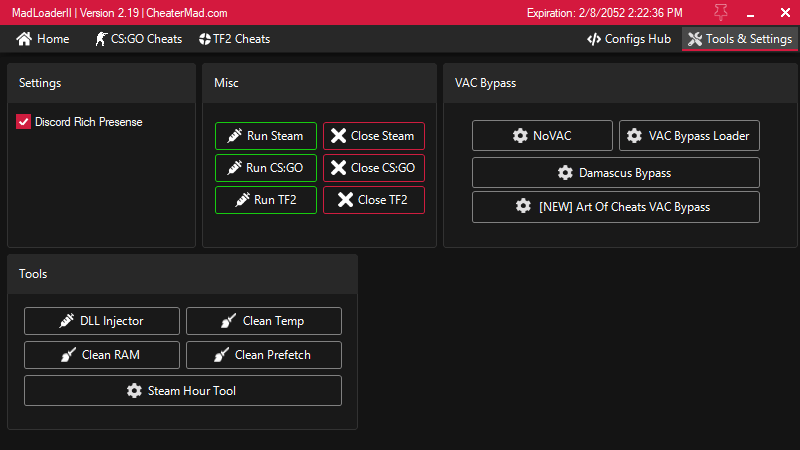 MadLoaderII | Version 2.19 | CheaterMad.com Expiration: 2/8/2052 2:22:36 PM
Home CS:GO Cheats TF2 Cheats Configs Hub Tools & Settings
Settings Misc VAC Bypass
Discord Rich Presense
Run Steam Close Steam NoVAC VAC Bypass Loader
Run CS:GO Close CS:GO Damascus Bypass
Run TF2 Close TF2 [NEW] Art Of Cheats VAC Bypass
Tools
DLL Injector Clean Temp
Clean RAM Clean Prefetch
Steam Hour Tool